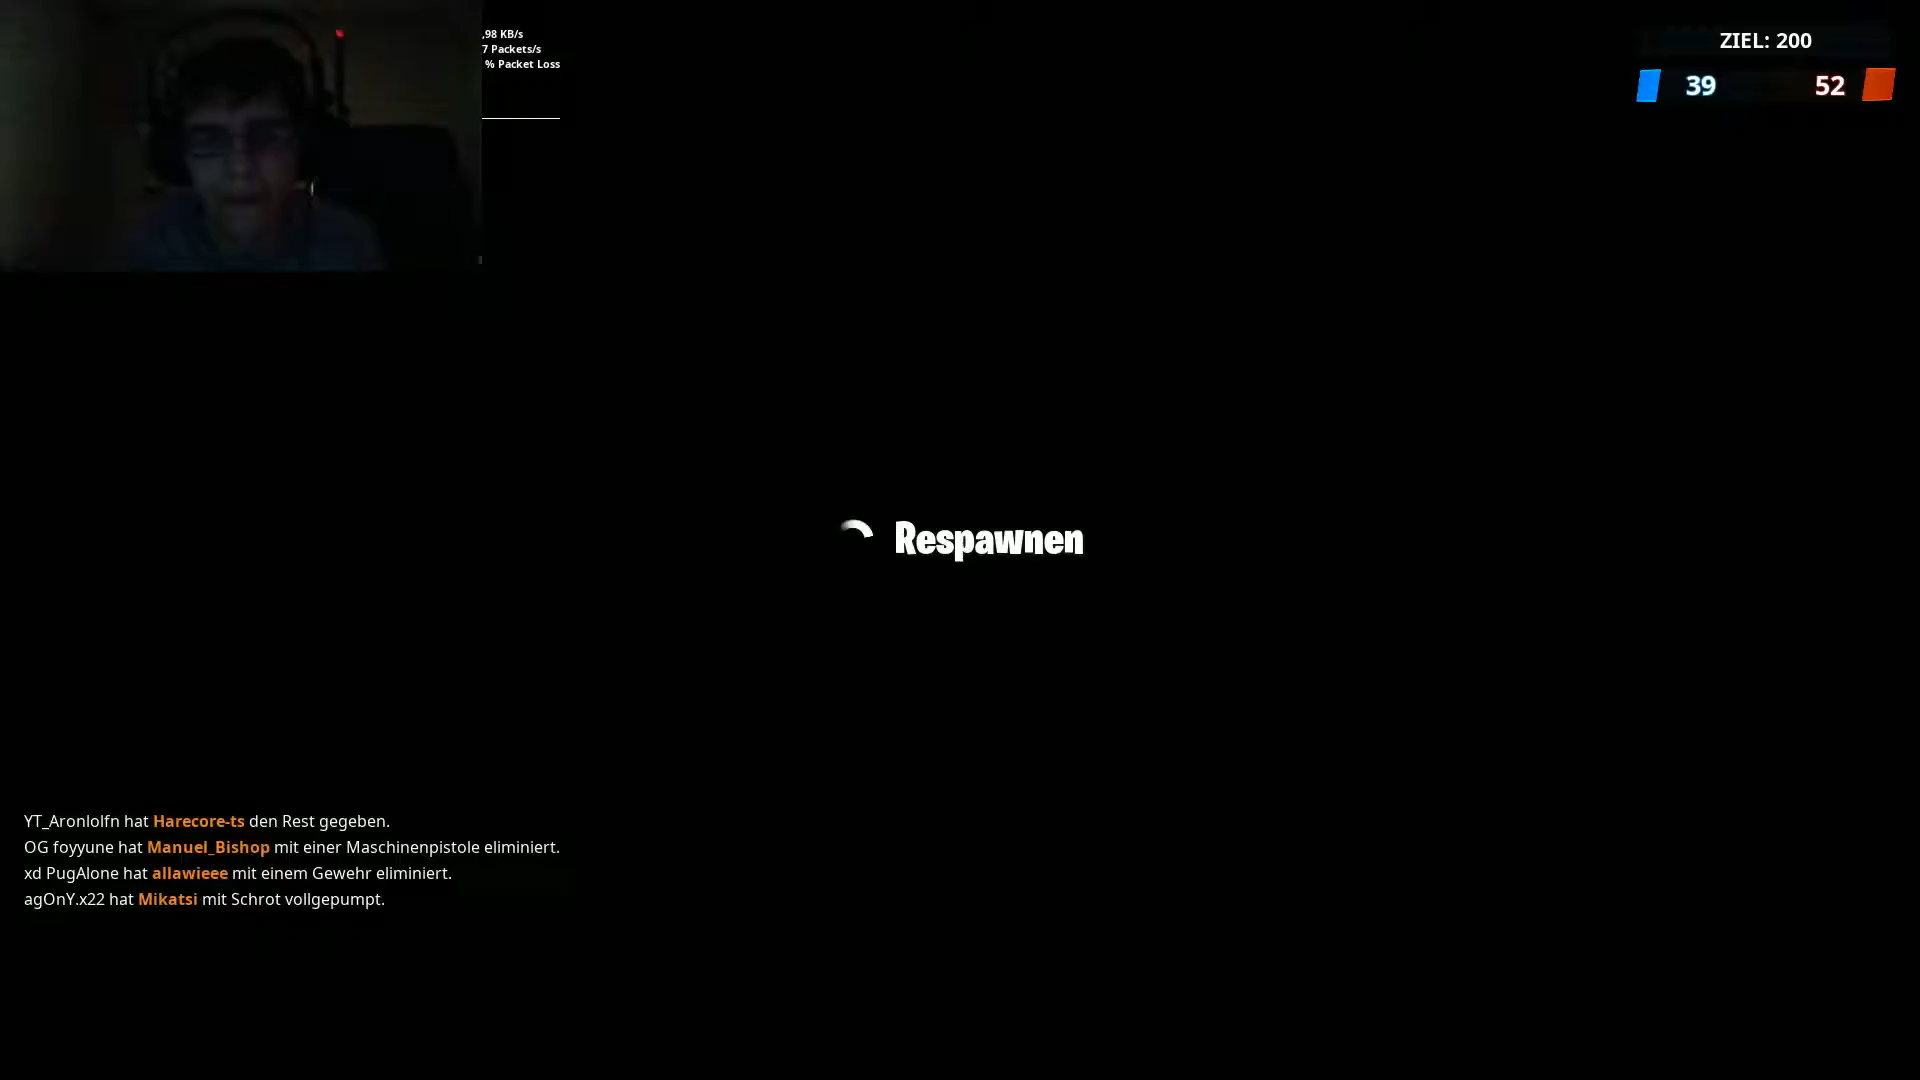 ,98 KB/s
7 Packets/s
% Packet Loss
ZIEL: 200
39 52
Respawnen
YT_Aronlolfn hat Harecore-ts den Rest gegeben.
OG foyyune hat Manuel_Bishop mit einer Maschinenpistole eliminiert.
xd PugAlone hat allawieee mit einem Gewehr eliminiert.
agOnY.x22 hat Mikatsi mit Schrot vollgepumpt.